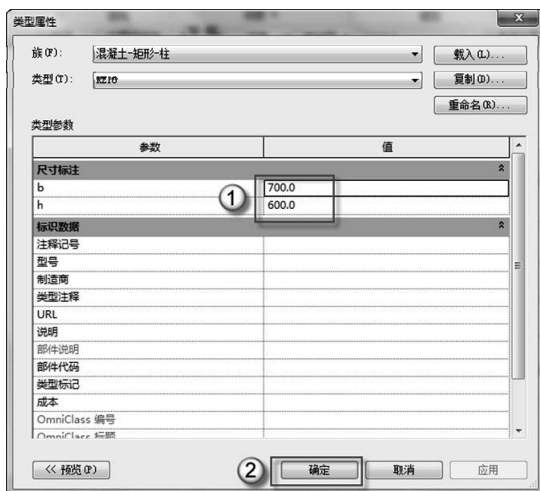 类型属性
族(F): 混凝土-矩形-柱 载入(L)...
类型(T): KZ10 复制(D)...
重命名(R)...
类型参数
参数 值
尺寸标注
b 700.0
① h 600.0
标识数据
注释记号
型号
制造商
类型注释
URL
说明
部件说明
部件代码
类型标记
成本
OmniClass 编号
OmniClass 标题
<< 预览(P) ② 确定 取消 应用